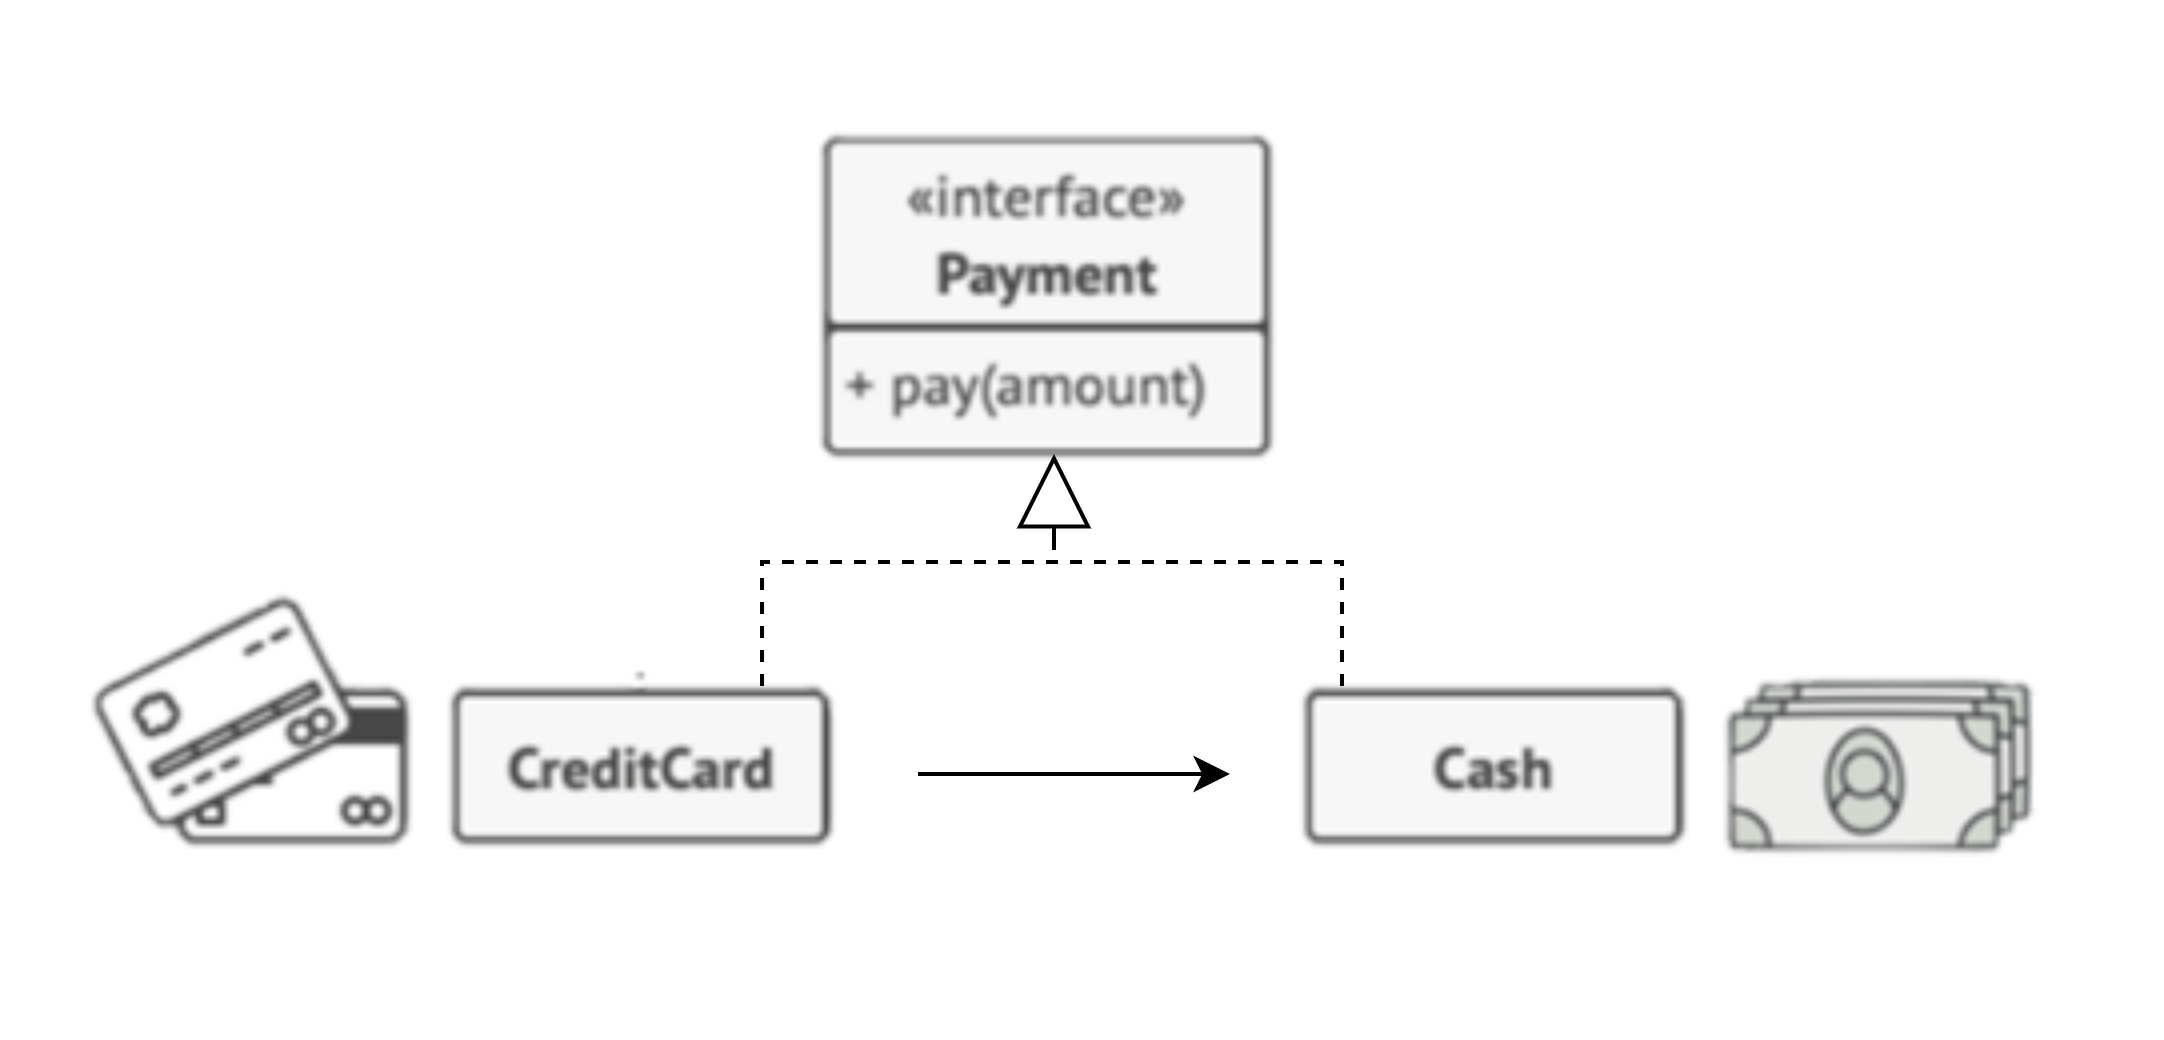 «interface»
Payment
+ pay(amount)
CreditCard
Cash